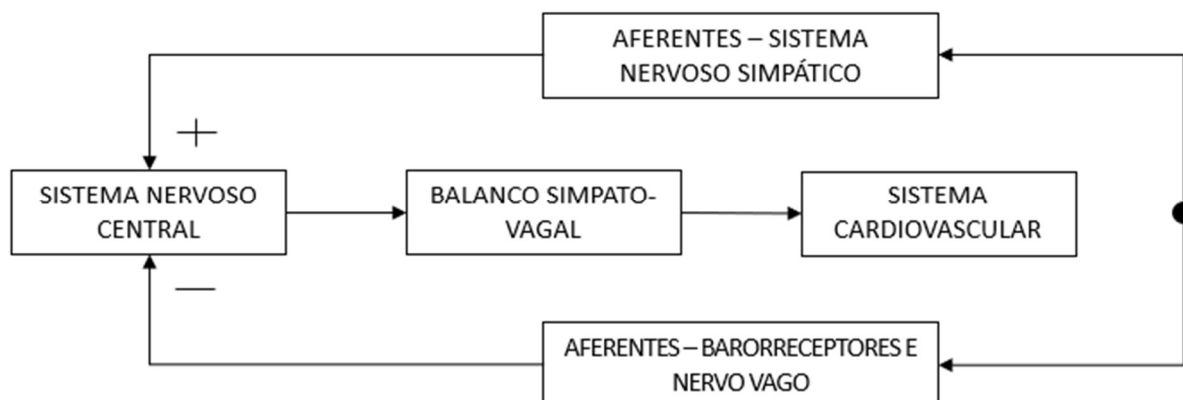 AFERENTES – SISTEMA
NERVOSO SIMPÁTICO
+
SISTEMA NERVOSO
CENTRAL
BALANCO SIMPATO-
VAGAL
SISTEMA
CARDIOVASCULAR
—
AFERENTES – BARORRECEPTORES E
NERVO VAGO